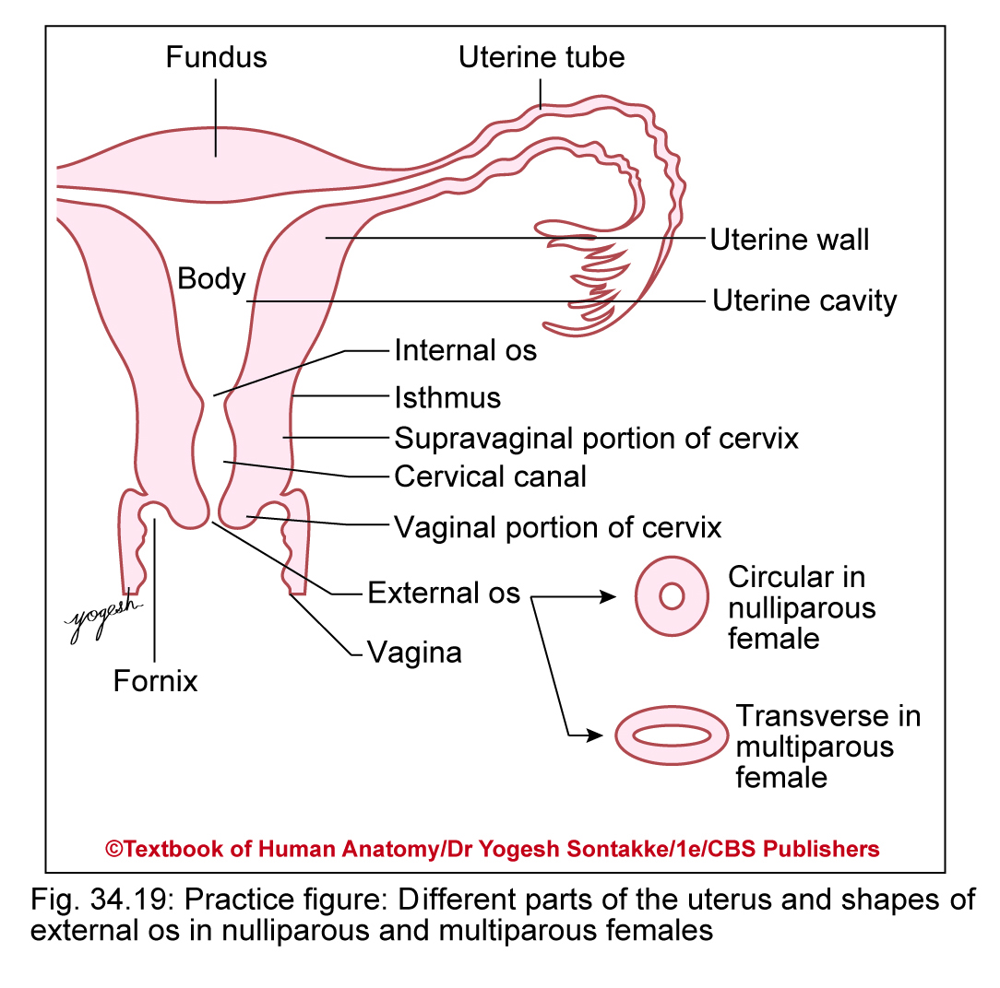 Fundus
Uterine tube
Uterine wall
Body
Uterine cavity
Internal os
Isthmus
Supravaginal portion of cervix
Cervical canal
Vaginal portion of cervix
External os
Circular in
nulliparous
female
yogesh
Vagina
Fornix
Transverse in
multiparous
female
©Textbook of Human Anatomy/Dr Yogesh Sontakke/1e/CBS Publishers
Fig. 34.19: Practice figure: Different parts of the uterus and shapes of
external os in nulliparous and multiparous females